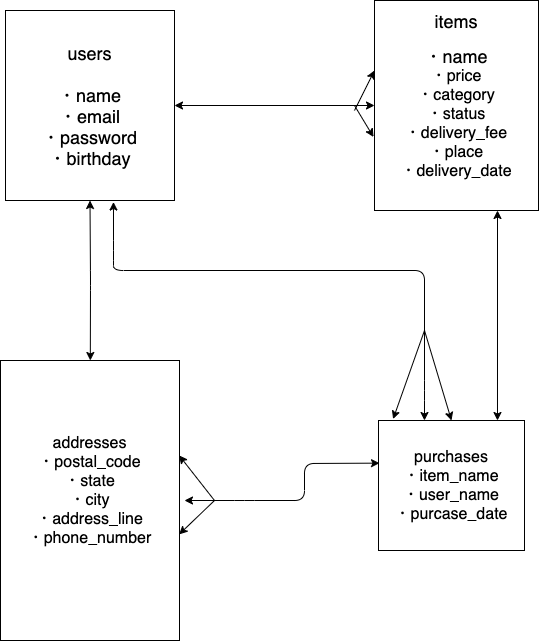 users
・name
・email
・password
・birthday
items
・name
・price
・category
・status
・delivery_fee
・place
・delivery_date
addresses
・postal_code
・state
・city
・address_line
・phone_number
purchases
・item_name
・user_name
・purcase_date